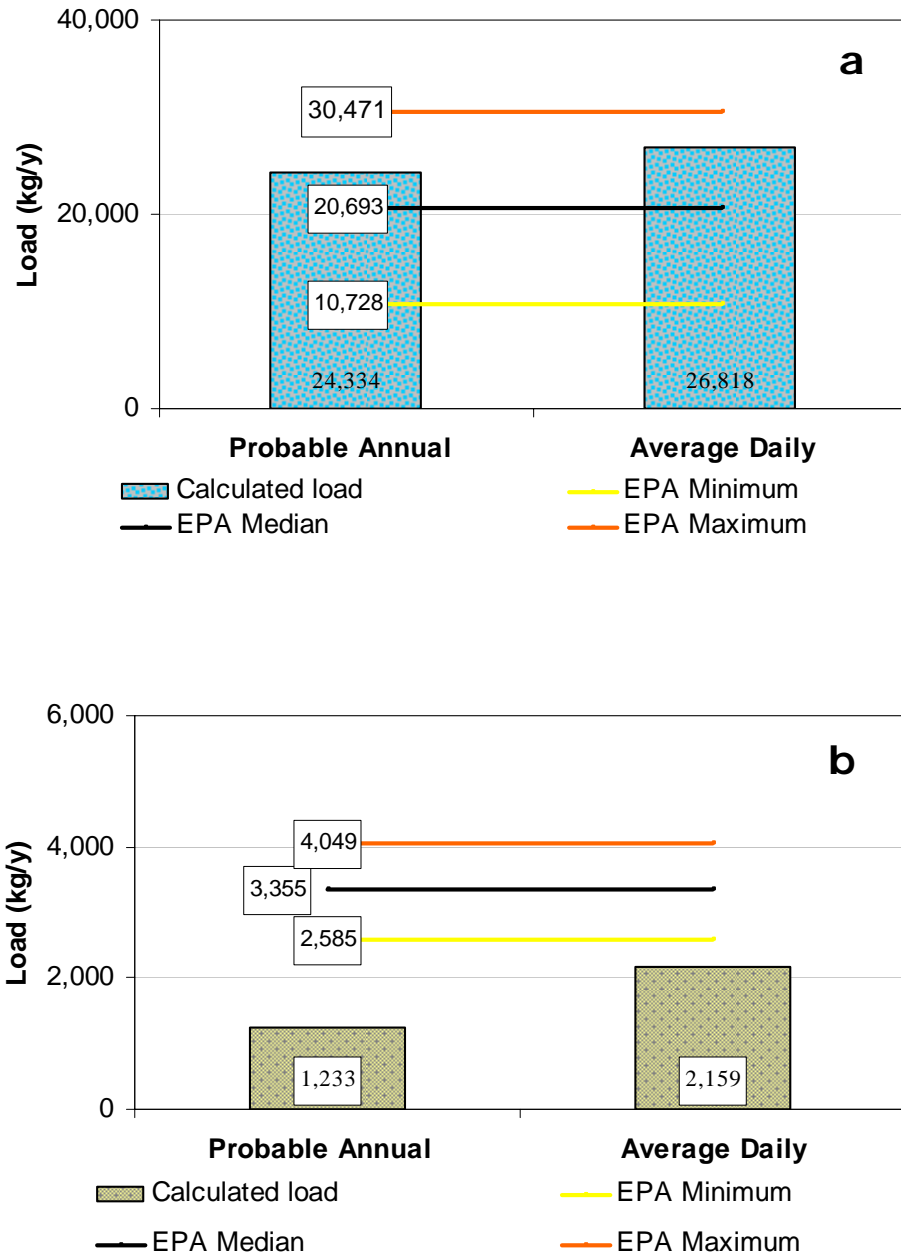 40,000
a
30,471
Load (kg/y)
20,000
20,693
10,728
24,334
26,818
0
Probable Annual
Average Daily
Calculated load
EPA Minimum
EPA Median
EPA Maximum
6,000
b
4,000
4,049
3,355
Load (kg/y)
2,585
2,000
1,233
2,159
0
Probable Annual
Average Daily
Calculated load
EPA Minimum
EPA Median
EPA Maximum